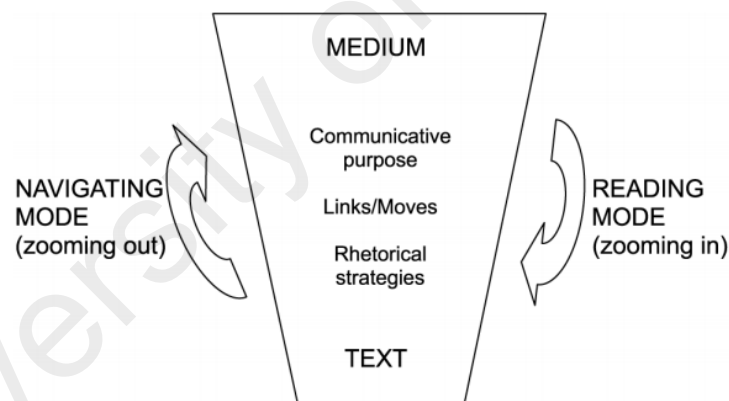 MEDIUM
Communicative
purpose
NAVIGATING
MODE
(zooming out)
Links/Moves
READING
MODE
(zooming in)
Rhetorical
strategies
TEXT